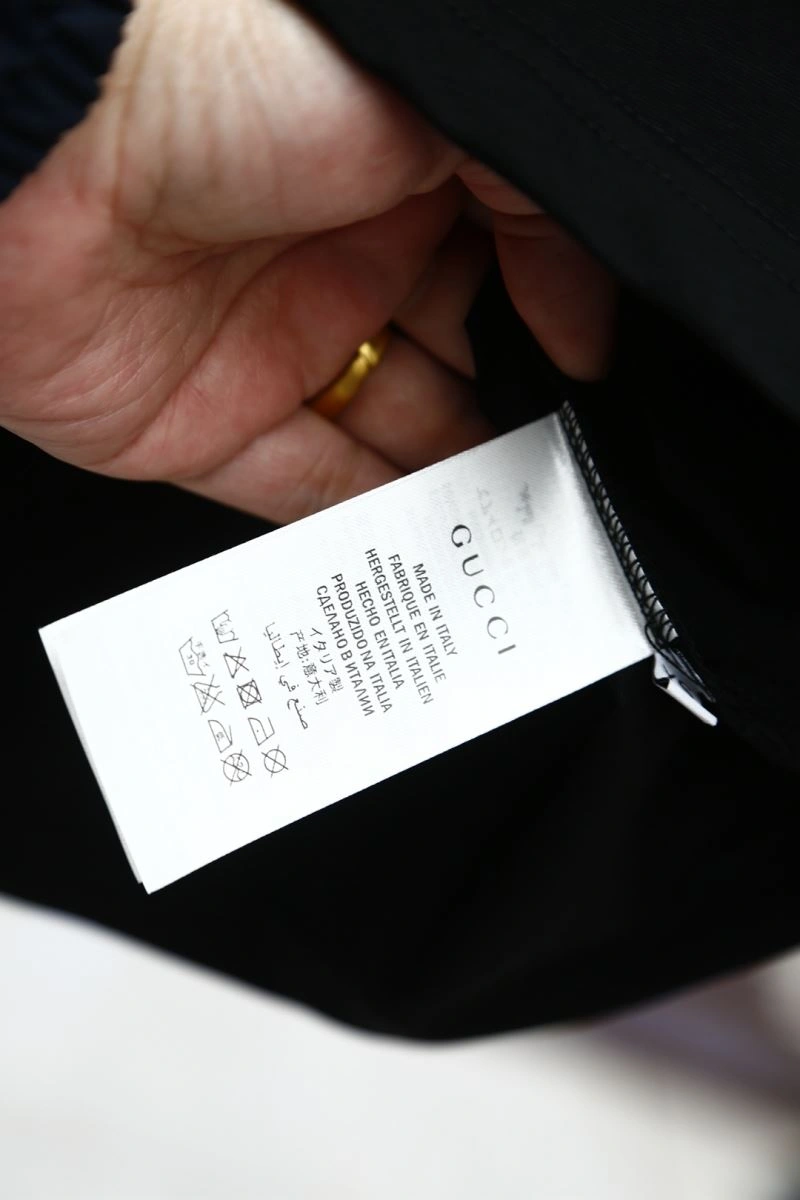 GUCCI
MADE IN ITALY
FABRIQUE EN ITALIE
HERGESTELLT IN ITALIEN
HECHO EN ITALIA
PRODUZIDO NA ITALIA
СДЕЛАНО В ИТАЛИИ
イタリア製
产地:意大利
صنع في إيطاليا
30